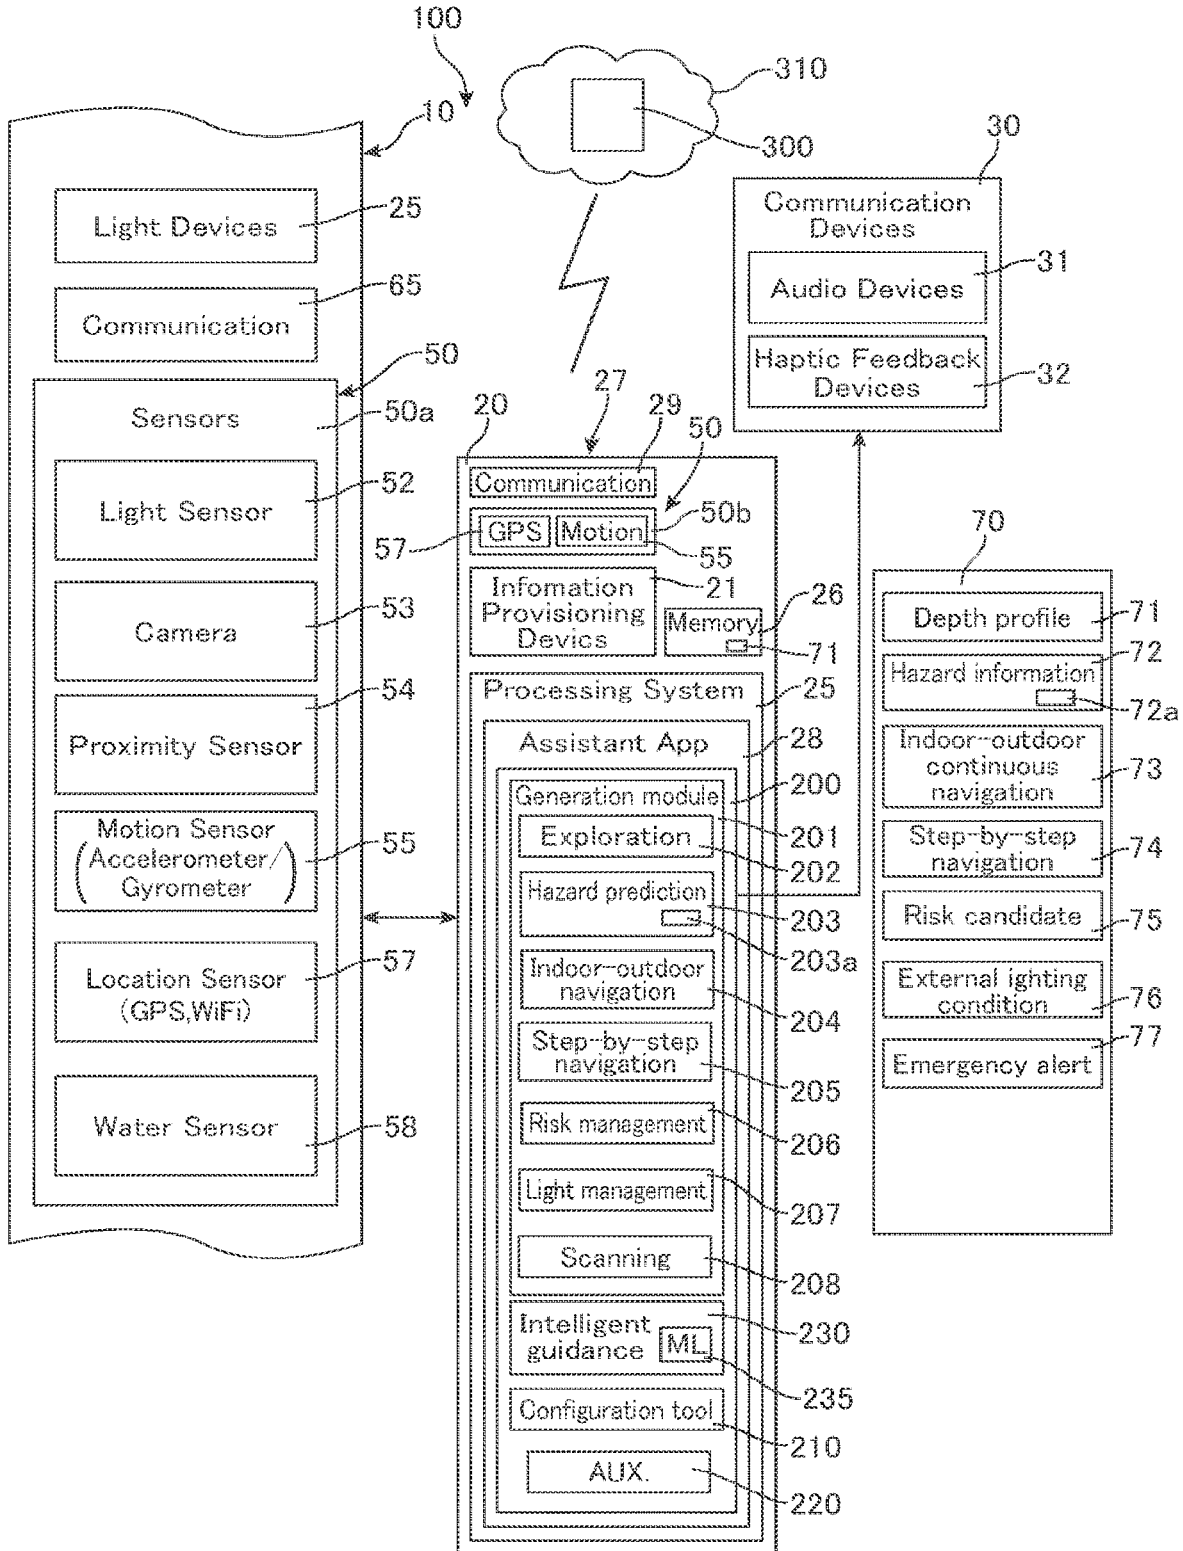 100
310
300
10
Light Devices
25
Communication
65
50
Sensors
50a
Light Sensor
52
Camera
53
Proximity Sensor
54
Motion Sensor
(Accelerometer/
Gyrometer)
55
Location Sensor
(GPS,WiFi)
57
Water Sensor
58
30
Communication
Devices
Audio Devices
31
Haptic Feedback
Devices
32
20
27
29
50
Communication
GPS
Motion
50b
57
55
Infomation
Provisioning
Devics
21
26
Memory
71
Processing System
25
Assistant App
28
200
Generation module
201
Exploration
202
Hazard prediction
203
203a
Indoor-outdoor
navigation
204
Step-by-step
navigation
205
Risk management
206
Light management
207
Scanning
208
Intelligent
guidance
230
ML
235
Configuration tool
210
AUX.
220
70
Depth profile
71
Hazard information
72
72a
Indoor-outdoor
continuous
navigation
73
Step-by-step
navigation
74
Risk candidate
75
External ighting
condition
76
77
Emergency alert